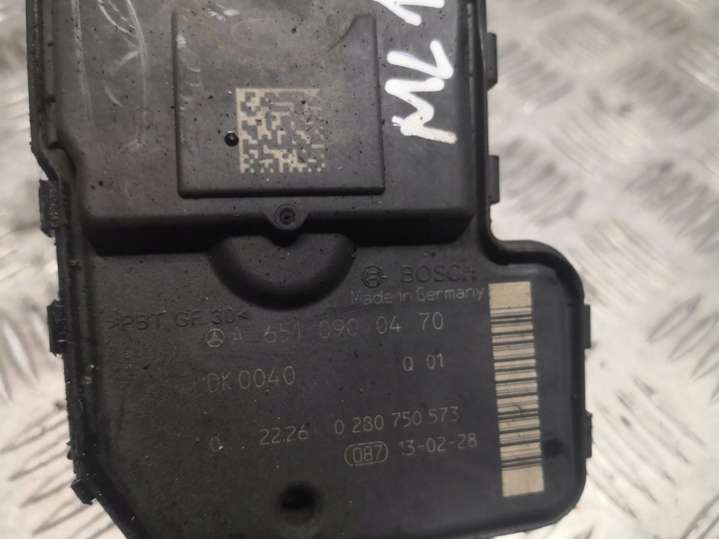 BOSCH
Made in Germany
>PBT GF 30<
A 651 090 04 70
DK0040 Q 01
22:26 0 280 750 573
087 13-02-28